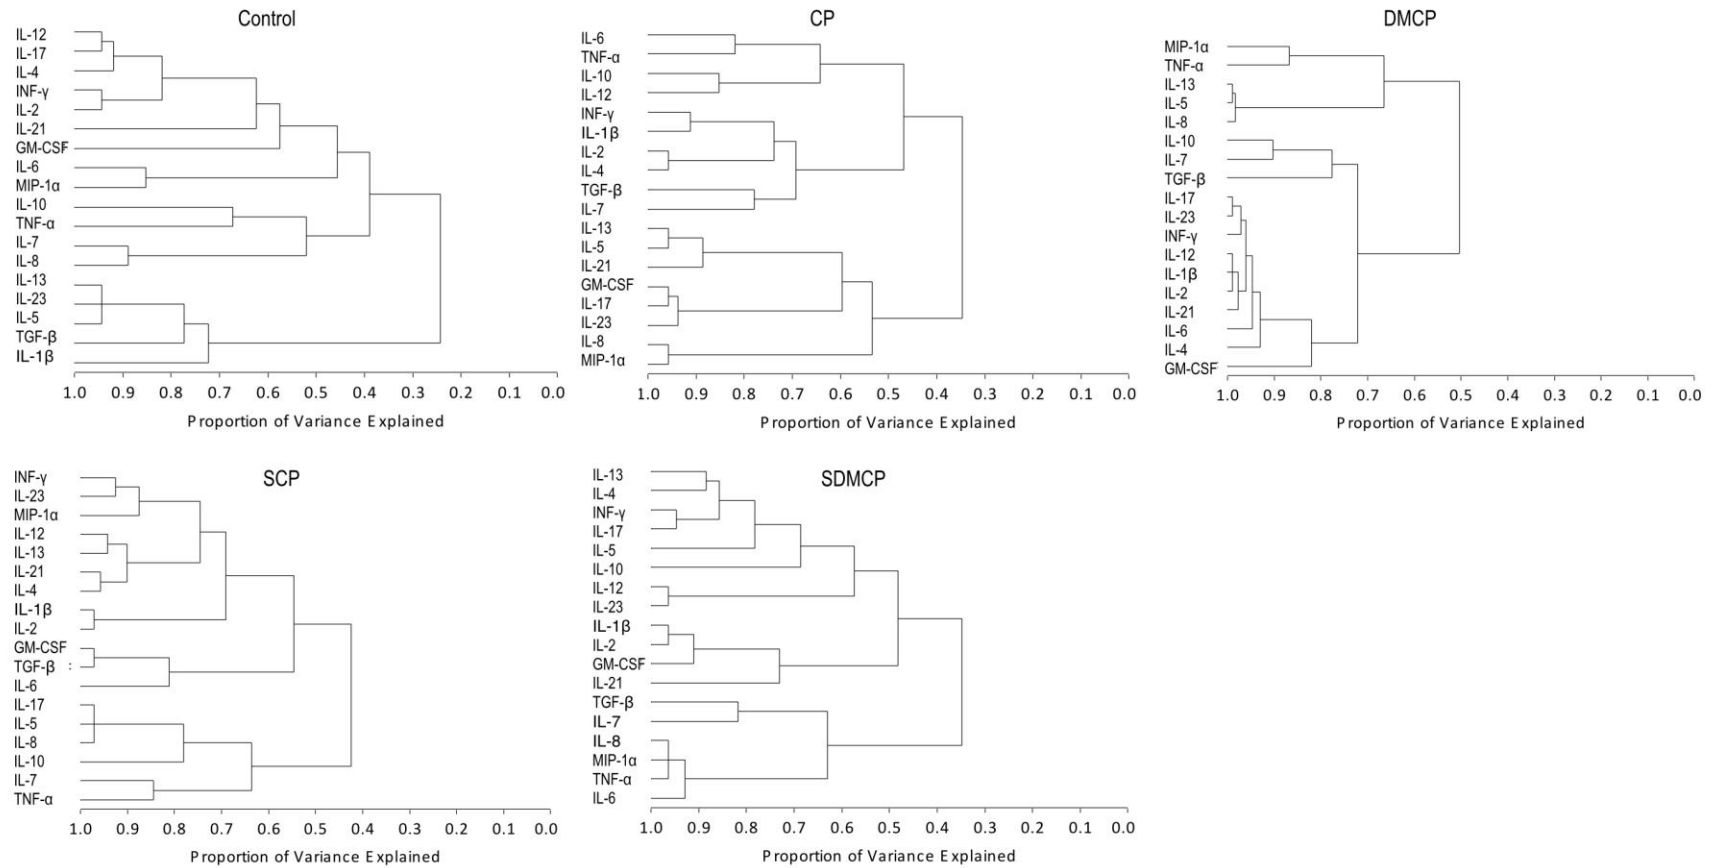 Control
IL-12
IL-17
IL-4
INF-γ
IL-2
IL-21
GM-CSF
IL-6
MIP-1α
IL-10
TNF-α
IL-7
IL-8
IL-13
IL-23
IL-5
TGF-β
IL-1β
1.0 0.9 0.8 0.7 0.6 0.5 0.4 0.3 0.2 0.1 0.0
Proportion of Variance Explained
CP
IL-6
TNF-α
IL-10
IL-12
INF-γ
IL-1β
IL-2
IL-4
TGF-β
IL-7
IL-13
IL-5
IL-21
GM-CSF
IL-17
IL-23
IL-8
MIP-1α
1.0 0.9 0.8 0.7 0.6 0.5 0.4 0.3 0.2 0.1 0.0
Proportion of Variance Explained
DMCP
MIP-1α
TNF-α
IL-13
IL-5
IL-8
IL-10
IL-7
TGF-β
IL-17
IL-23
INF-γ
IL-12
IL-1β
IL-2
IL-21
IL-6
IL-4
GM-CSF
1.0 0.9 0.8 0.7 0.6 0.5 0.4 0.3 0.2 0.1 0.0
Proportion of Variance Explained
SCP
INF-γ
IL-23
MIP-1α
IL-12
IL-13
IL-21
IL-4
IL-1β
IL-2
GM-CSF
TGF-β :
IL-6
IL-17
IL-5
IL-8
IL-10
IL-7
TNF-α
1.0 0.9 0.8 0.7 0.6 0.5 0.4 0.3 0.2 0.1 0.0
Proportion of Variance Explained
SDMCP
IL-13
IL-4
INF-γ
IL-17
IL-5
IL-10
IL-12
IL-23
IL-1β
IL-2
GM-CSF
IL-21
TGF-β
IL-7
IL-8
MIP-1α
TNF-α
IL-6
1.0 0.9 0.8 0.7 0.6 0.5 0.4 0.3 0.2 0.1 0.0
Proportion of Variance Explained